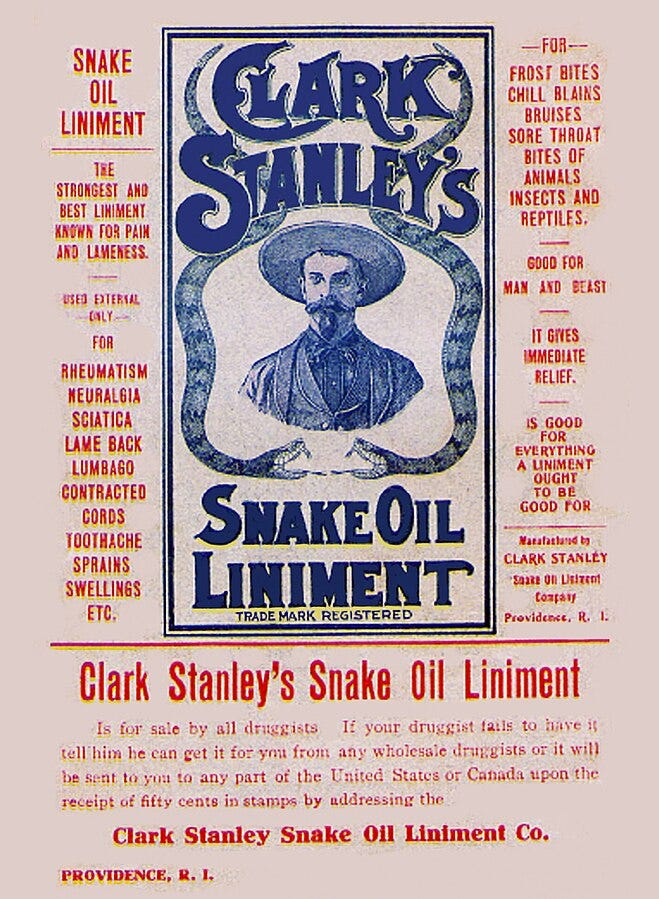 SNAKE
OIL
LINIMENT
THE
STRONGEST AND
BEST LINIMENT
KNOWN FOR PAIN
AND LAMENESS.
USED EXTERNAL
ONLY
FOR
RHEUMATISM
NEURALGIA
SCIATICA
LAME BACK
LUMBAGO
CONTRACTED
CORDS
TOOTHACHE
SPRAINS
SWELLINGS
ETC.
CLARK
STANLEY'S
SNAKE OIL
LINIMENT
TRADE MARK REGISTERED
FOR
FROST BITES
CHILL BLAINS
BRUISES
SORE THROAT
BITES OF
ANIMALS
INSECTS AND
REPTILES.
GOOD FOR
MAN AND BEAST
IT GIVES
IMMEDIATE
RELIEF.
IS GOOD
FOR
EVERYTHING
A LINIMENT
OUGHT
TO BE
GOOD FOR
Manufactured by
CLARK STANLEY
Snake Oil Liniment
Company
Providence, R. I.
Clark Stanley's Snake Oil Liniment
Is for sale by all druggists. If your druggist fails to have it
tell him he can get it for you from any wholesale druggists or it will
be sent to you to any part of the United States or Canada upon the
receipt of fifty cents in stamps by addressing the
Clark Stanley Snake Oil Liniment Co.
PROVIDENCE, R. I.